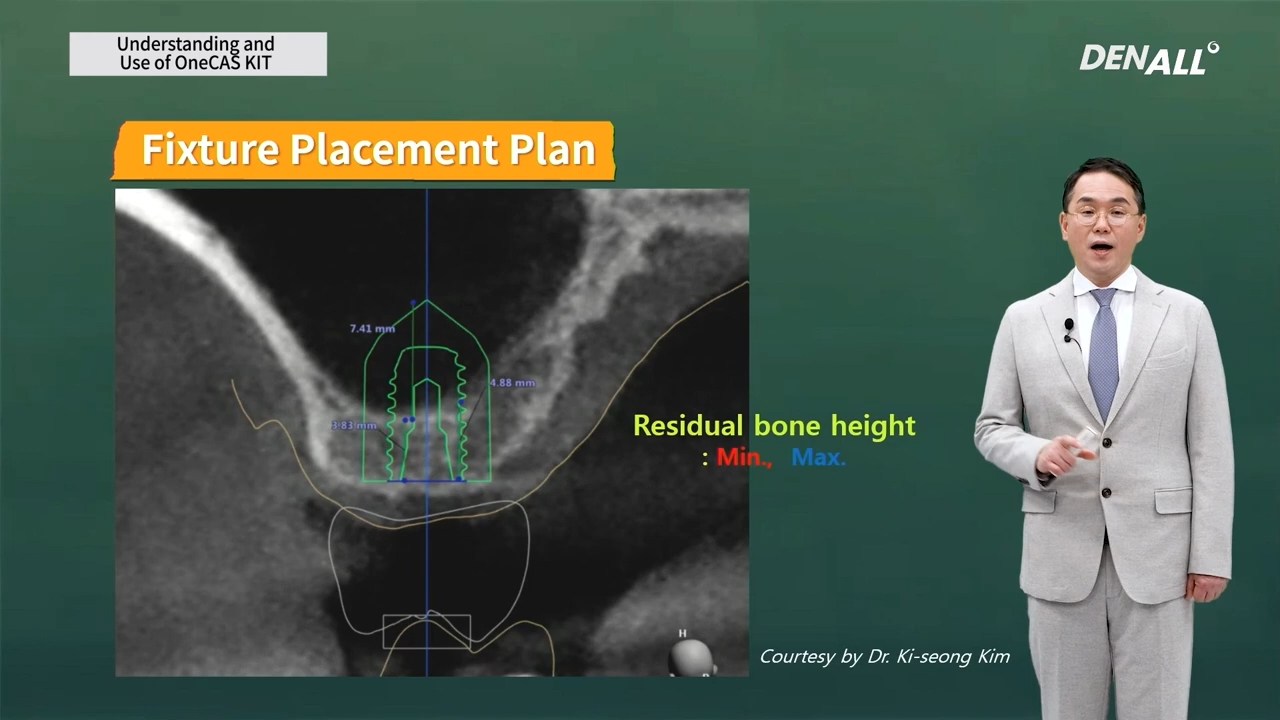 Understanding and
Use of OneCAS KIT
DENALL
Fixture Placement Plan
7.41 mm
4.88 mm
3.83 mm
Residual bone height
: Min., Max.
H
Courtesy by Dr. Ki-seong Kim